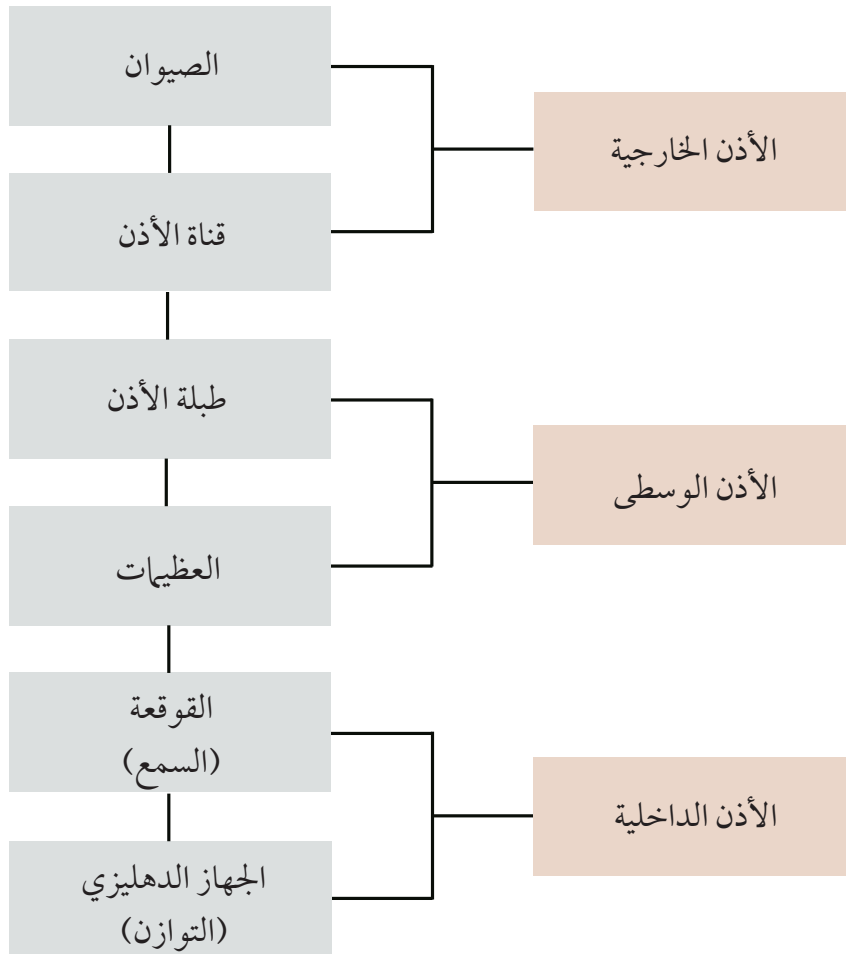 الصيوان
الأذن الخارجية
قناة الأذن
طبلة الأذن
الأذن الوسطى
العظيمات
القوقعة
(السمع)
الأذن الداخلية
الجهاز الدهليزي
(التوازن)